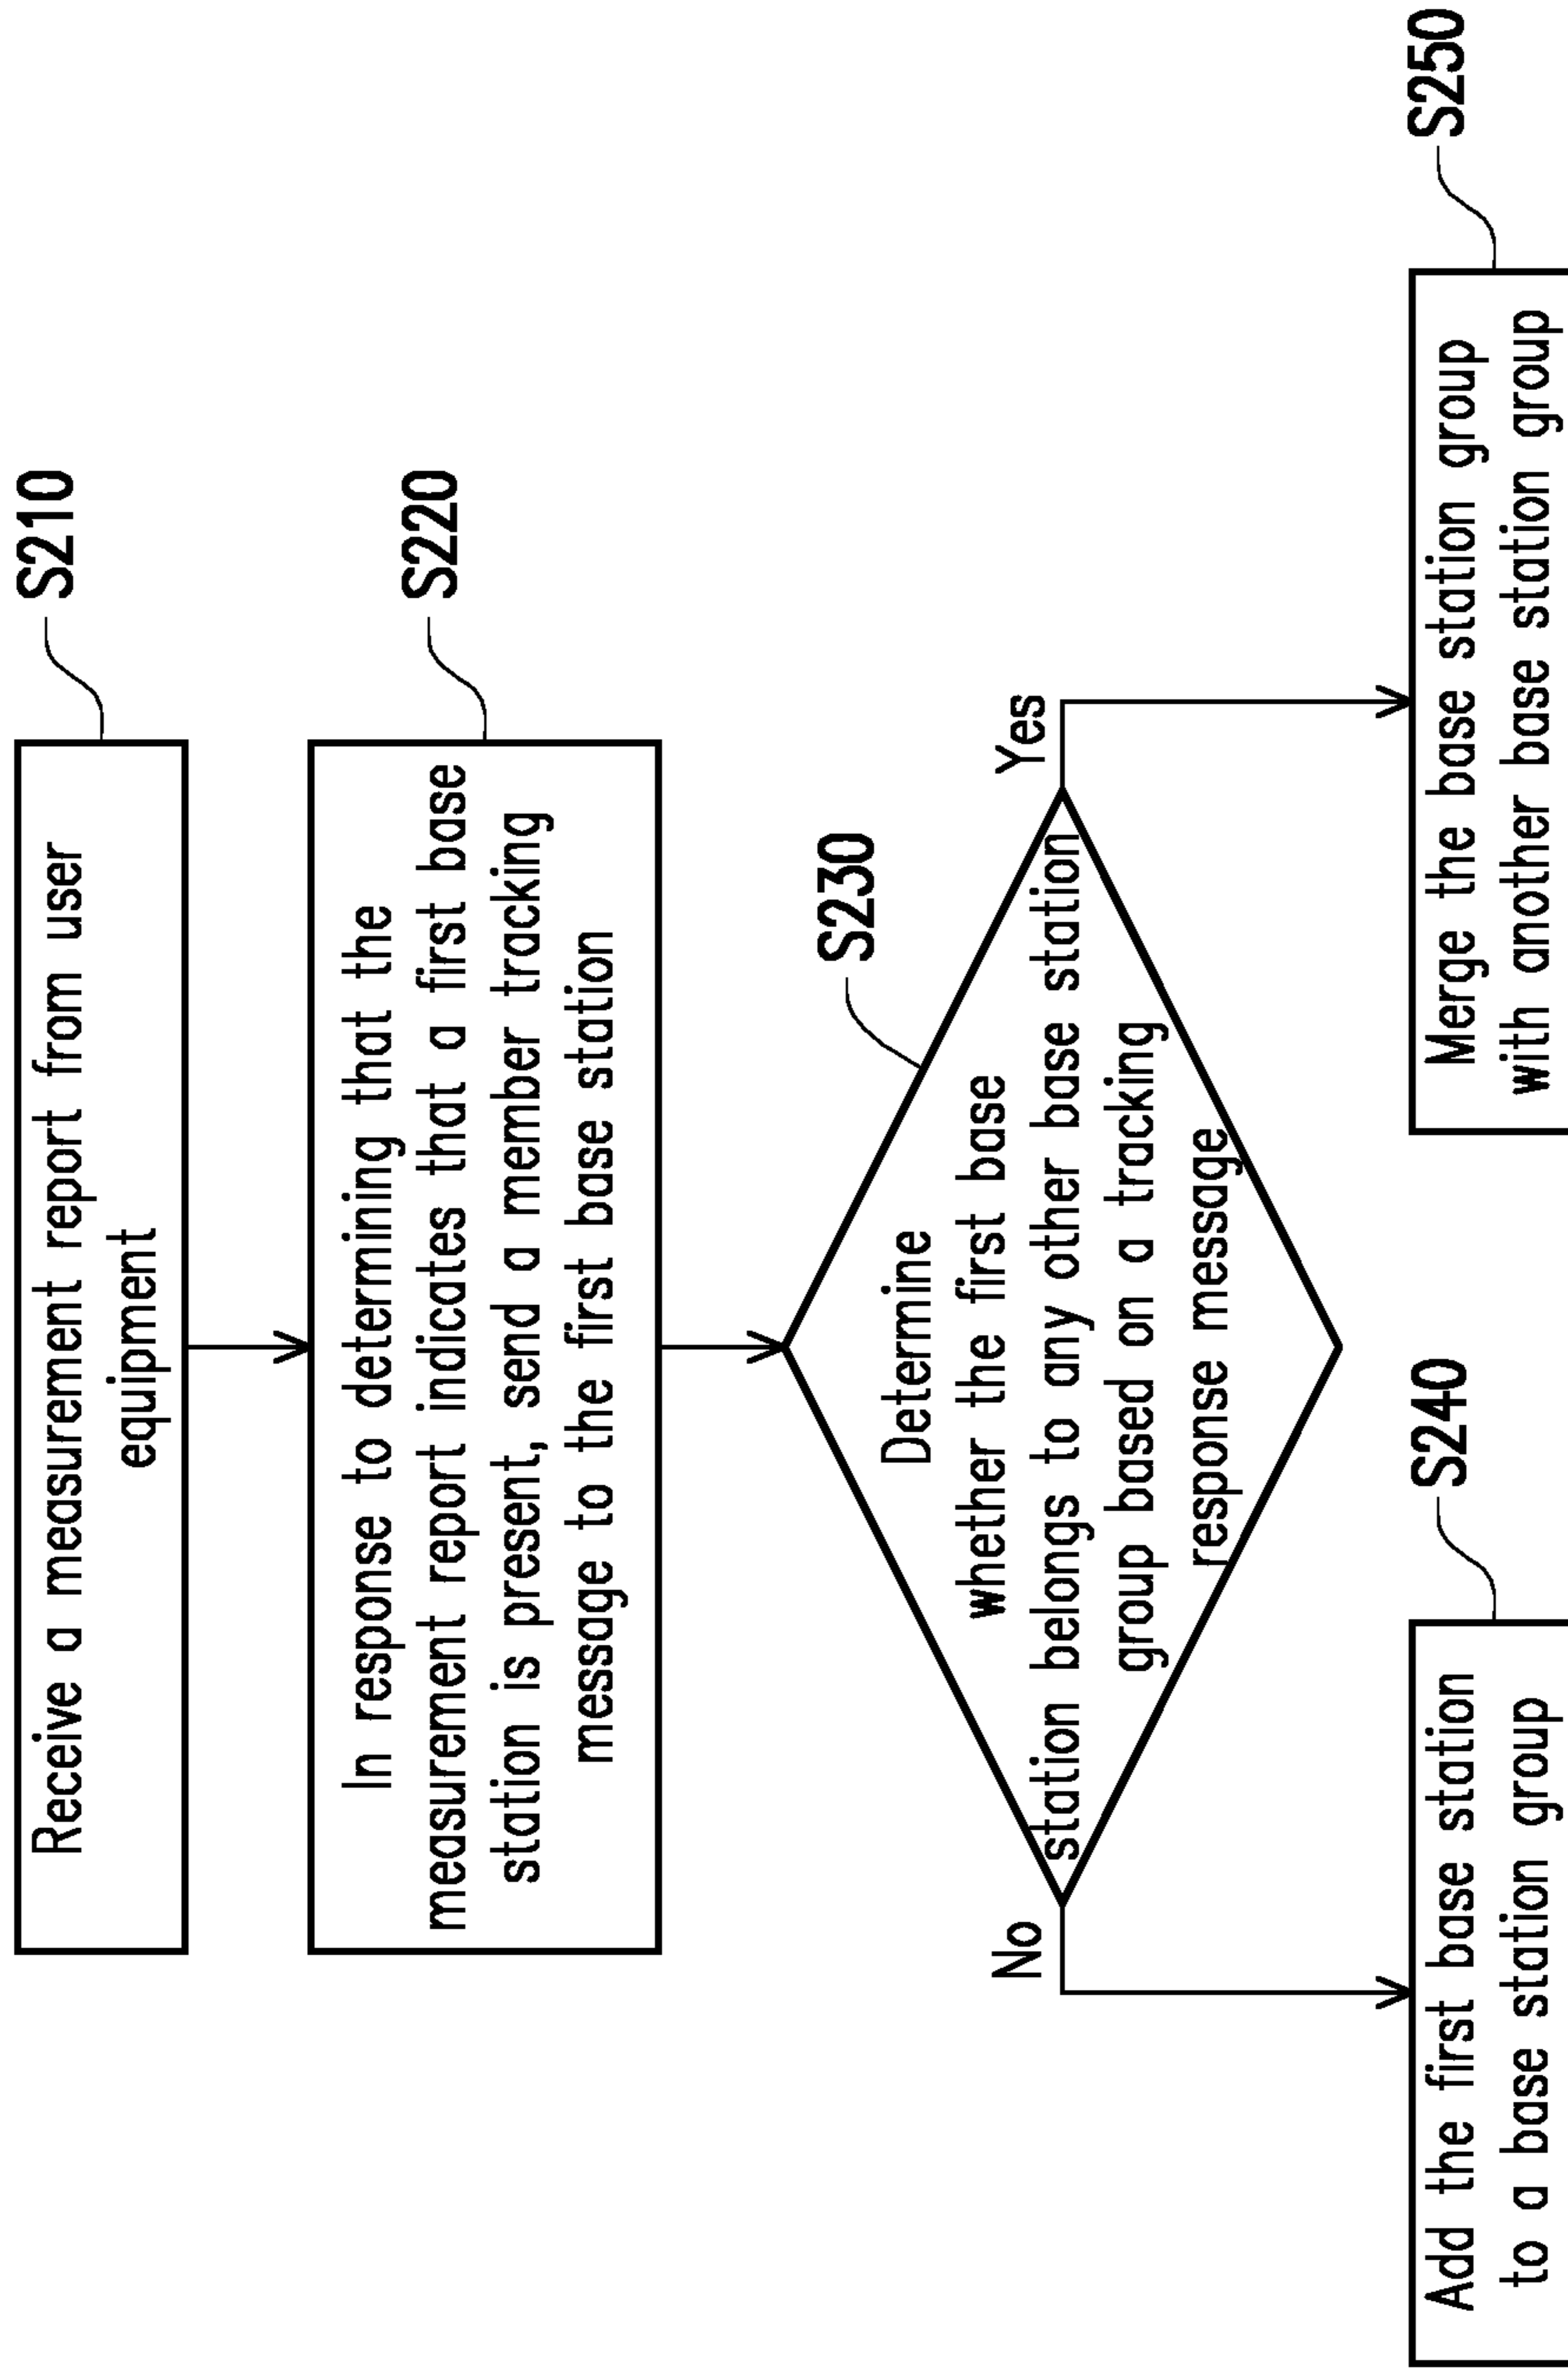 S210
Receive a measurement report from user
equipment
S220
In response to determining that the
measurement report indicates that a first base
station is present, send a member tracking
message to the first base station
S230
Determine
whether the first base
station belongs to any other base station
group based on a tracking
response message
No
Yes
S240
Add the first base station
to a base station group
S250
Merge the base station group
with another base station group